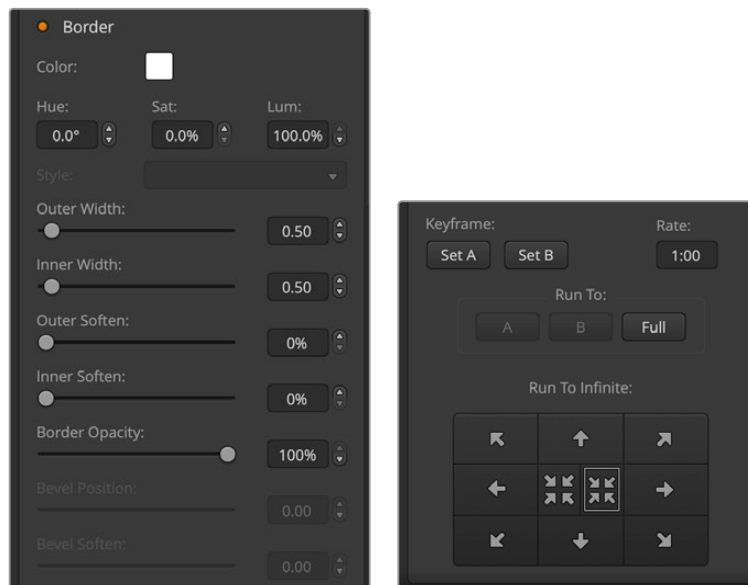 Border
Color:
Hue: Sat: Lum:
0.0° 0.0% 100.0%
Style:
Outer Width:
0.50
Inner Width:
0.50
Outer Soften:
0%
Inner Soften:
0%
Border Opacity:
100%
Bevel Position:
0.00
Bevel Soften:
0.00
Keyframe: Rate:
Set A Set B 1:00
Run To:
A B Full
Run To Infinite: